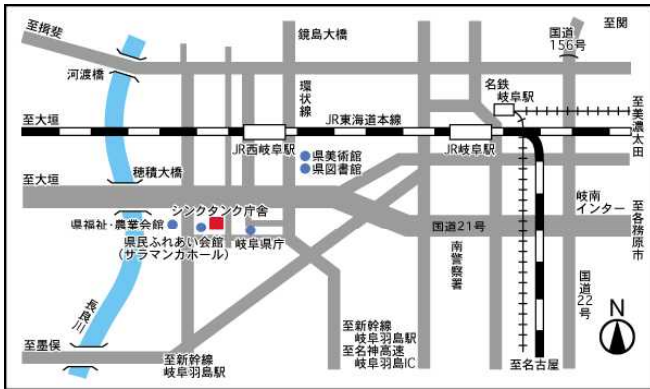 至揖斐
鏡島大橋
国道
156号
至関
河渡橋
環状線
名鉄
岐阜駅
至大垣
JR東海道本線
至美濃太田
JR西岐阜駅
JR岐阜駅
県美術館
県図書館
穂積大橋
至大垣
岐南
インター
シンクタンク庁舎
県福祉・農業会館
県民ふれあい会館
(サラマンカホール)
岐阜県庁
国道21号
至各務原市
南警察署
国道22号
長良川
N
至墨俣
至新幹線
岐阜羽島駅
至新幹線
岐阜羽島駅
至名神高速
岐阜羽島IC
至名古屋